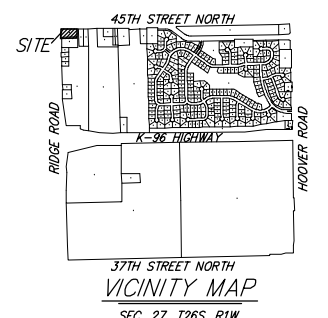 45TH STREET NORTH
SITE
RIDGE ROAD
HOOVER ROAD
K-96 HIGHWAY
37TH STREET NORTH
VICINITY MAP
SEC. 27, T26S, R1W